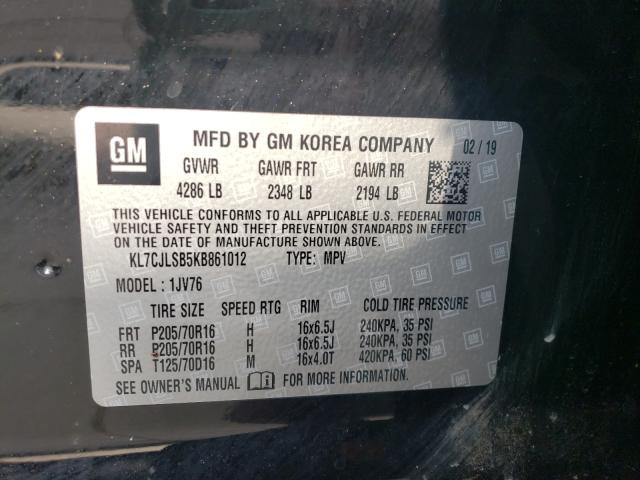 GM MFD BY GM KOREA COMPANY 02 / 19
GVWR GAWR FRT GAWR RR
4286 LB 2348 LB 2194 LB
THIS VEHICLE CONFORMS TO ALL APPLICABLE U.S. FEDERAL MOTOR
VEHICLE SAFETY AND THEFT PREVENTION STANDARDS IN EFFECT
ON THE DATE OF MANUFACTURE SHOWN ABOVE.
KL7CJLSB5KB861012 TYPE: MPV
MODEL : 1JV76
TIRE SIZE SPEED RTG RIM COLD TIRE PRESSURE
FRT P205/70R16 H 16x6.5J 240KPA, 35 PSI
RR P205/70R16 H 16x6.5J 240KPA, 35 PSI
SPA T125/70D16 M 16x4.0T 420KPA, 60 PSI
SEE OWNER'S MANUAL FOR MORE INFORMATION.